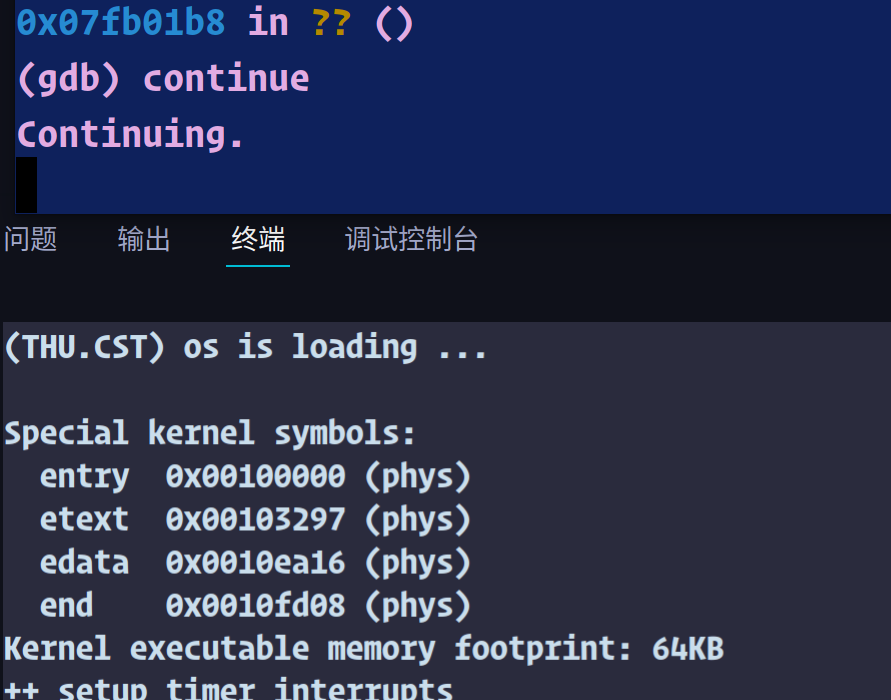 0x07fb01b8 in ?? ()
(gdb) continue
Continuing.
问题 输出 终端 调试控制台
(THU.CST) os is loading ...
Special kernel symbols:
  entry  0x00100000 (phys)
  etext  0x00103297 (phys)
  edata  0x0010ea16 (phys)
  end    0x0010fd08 (phys)
Kernel executable memory footprint: 64KB
++ setup timer interrupts